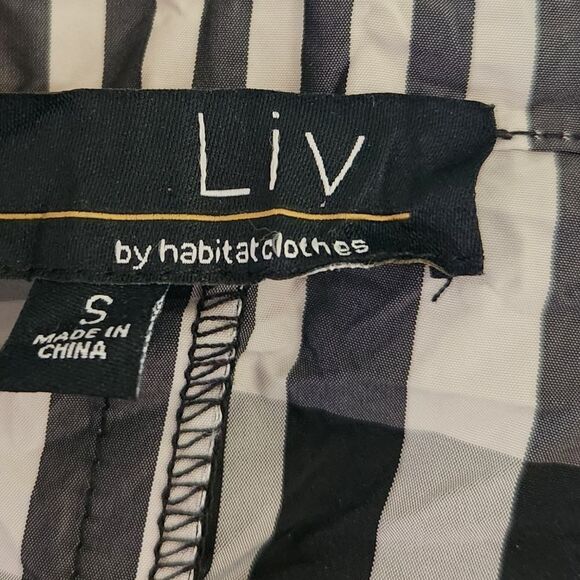 Liv
by habitatclothes
S
MADE IN
CHINA